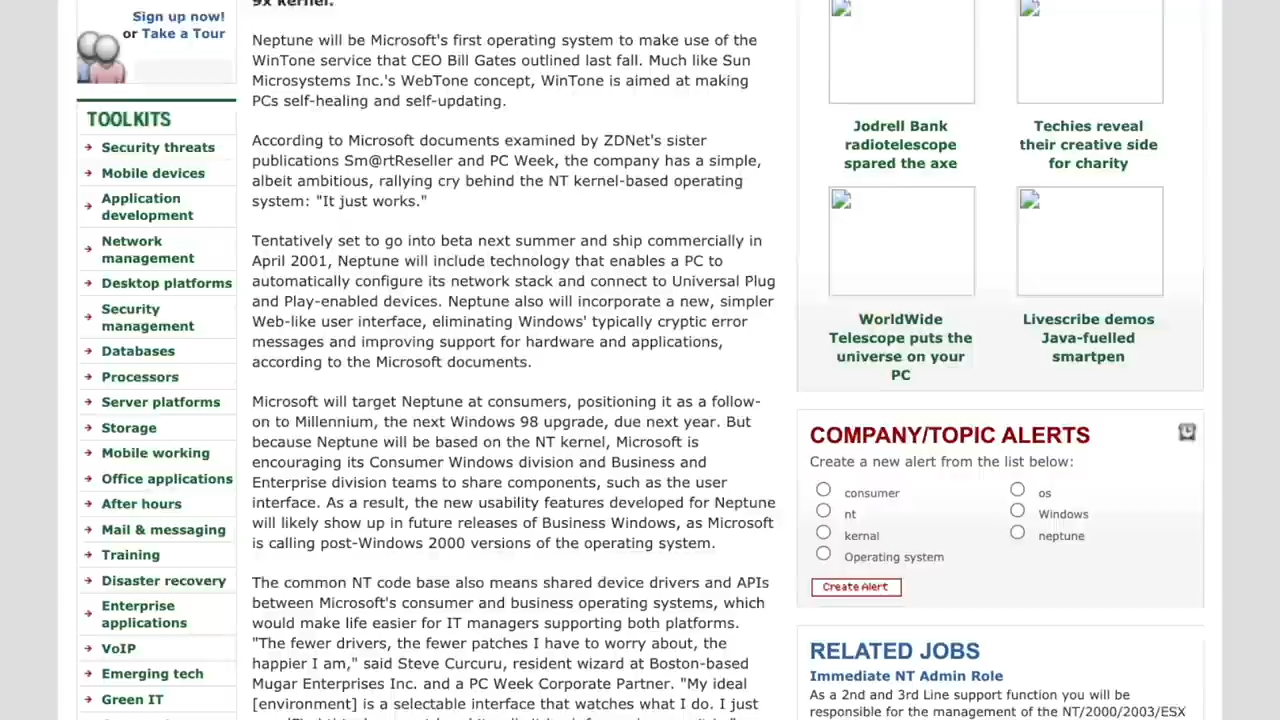 Sign up now!
or Take a Tour
TOOLKITS
Security threats
Mobile devices
Application
development
Network
management
Desktop platforms
Security
management
Databases
Processors
Server platforms
Storage
Mobile working
Office applications
After hours
Mail & messaging
Training
Disaster recovery
Enterprise
applications
VoIP
Emerging tech
Green IT
9x kernel.
Neptune will be Microsoft's first operating system to make use of the
WinTone service that CEO Bill Gates outlined last fall. Much like Sun
Microsystems Inc.'s WebTone concept, WinTone is aimed at making
PCs self-healing and self-updating.
According to Microsoft documents examined by ZDNet's sister
publications Sm@rtReseller and PC Week, the company has a simple,
albeit ambitious, rallying cry behind the NT kernel-based operating
system: "It just works."
Tentatively set to go into beta next summer and ship commercially in
April 2001, Neptune will include technology that enables a PC to
automatically configure its network stack and connect to Universal Plug
and Play-enabled devices. Neptune also will incorporate a new, simpler
Web-like user interface, eliminating Windows' typically cryptic error
messages and improving support for hardware and applications,
according to the Microsoft documents.
Microsoft will target Neptune at consumers, positioning it as a follow-
on to Millennium, the next Windows 98 upgrade, due next year. But
because Neptune will be based on the NT kernel, Microsoft is
encouraging its Consumer Windows division and Business and
Enterprise division teams to share components, such as the user
interface. As a result, the new usability features developed for Neptune
will likely show up in future releases of Business Windows, as Microsoft
is calling post-Windows 2000 versions of the operating system.
The common NT code base also means shared device drivers and APIs
between Microsoft's consumer and business operating systems, which
would make life easier for IT managers supporting both platforms.
"The fewer drivers, the fewer patches I have to worry about, the
happier I am," said Steve Curcuru, resident wizard at Boston-based
Mugar Enterprises Inc. and a PC Week Corporate Partner. "My ideal
[environment] is a selectable interface that watches what I do. I just
Jodrell Bank
radiotelescope
spared the axe
Techies reveal
their creative side
for charity
WorldWide
Telescope puts the
universe on your
PC
Livescribe demos
Java-fuelled
smartpen
COMPANY/TOPIC ALERTS
Create a new alert from the list below:
consumer
os
nt
Windows
kernal
neptune
Operating system
Create Alert
RELATED JOBS
Immediate NT Admin Role
As a 2nd and 3rd Line support function you will be
responsible for the management of the NT/2000/2003/ESX